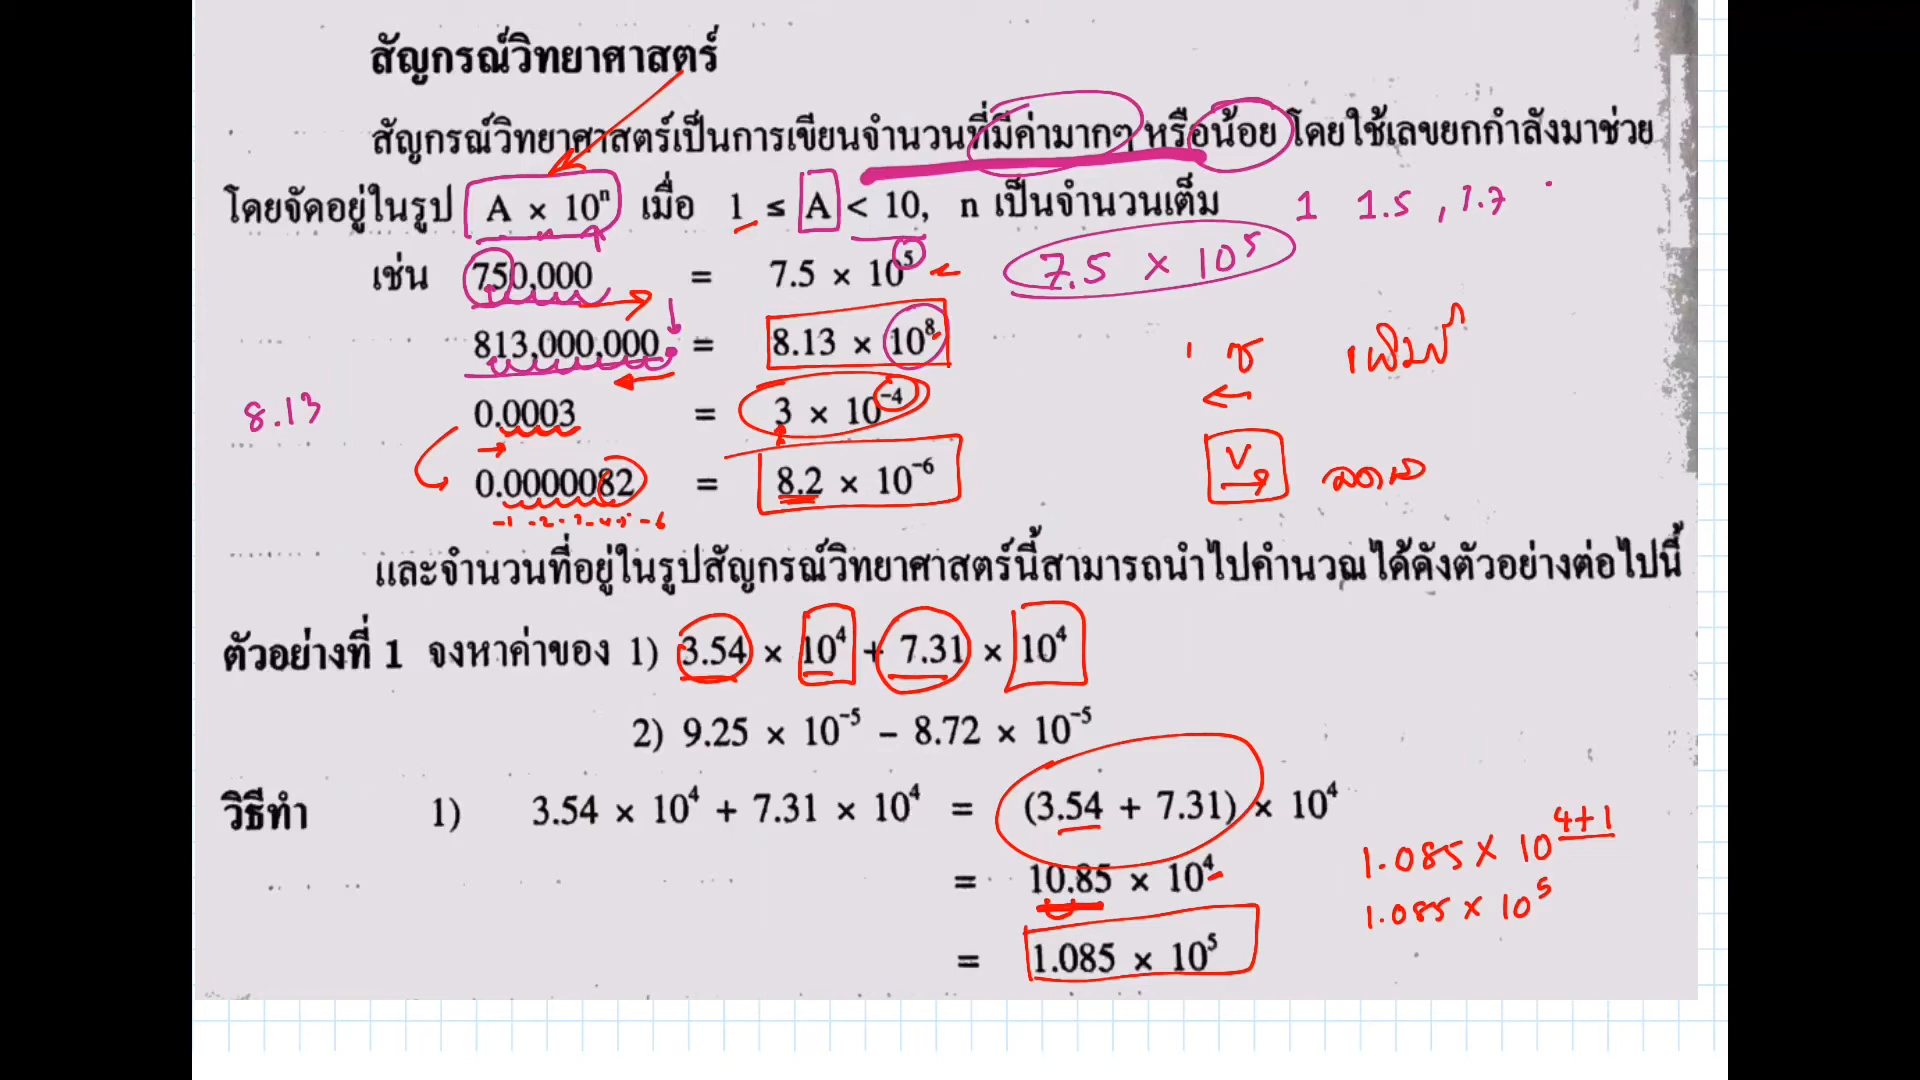 สัญกรณ์วิทยาศาสตร์
สัญกรณ์วิทยาศาสตร์เป็นการเขียนจำนวนที่มีค่ามากๆ หรือน้อย โดยใช้เลขยกกำลังมาช่วย
โดยจัดอยู่ในรูป A × 10ⁿ เมื่อ 1 ≤ A < 10, n เป็นจำนวนเต็ม 1 1.5 , 1.7
เช่น 750,000 = 7.5 × 10⁵ 7.5 × 10⁵
813,000,000 = 8.13 × 10⁸
ซ เพิ่ม
8.13 0.0003 = 3 × 10⁻⁴
0.0000082 = 8.2 × 10⁻⁶ ลด
-1 -2 -3 -4 -5 -6
และจำนวนที่อยู่ในรูปสัญกรณ์วิทยาศาสตร์นี้สามารถนำไปคำนวณได้ดังตัวอย่างต่อไปนี้
ตัวอย่างที่ 1 จงหาค่าของ 1) 3.54 × 10⁴ + 7.31 × 10⁴
2) 9.25 × 10⁻⁵ – 8.72 × 10⁻⁵
วิธีทำ 1) 3.54 × 10⁴ + 7.31 × 10⁴ = (3.54 + 7.31) × 10⁴
1.085 × 10⁴⁺¹
= 10.85 × 10⁴
1.085 × 10⁵
= 1.085 × 10⁵